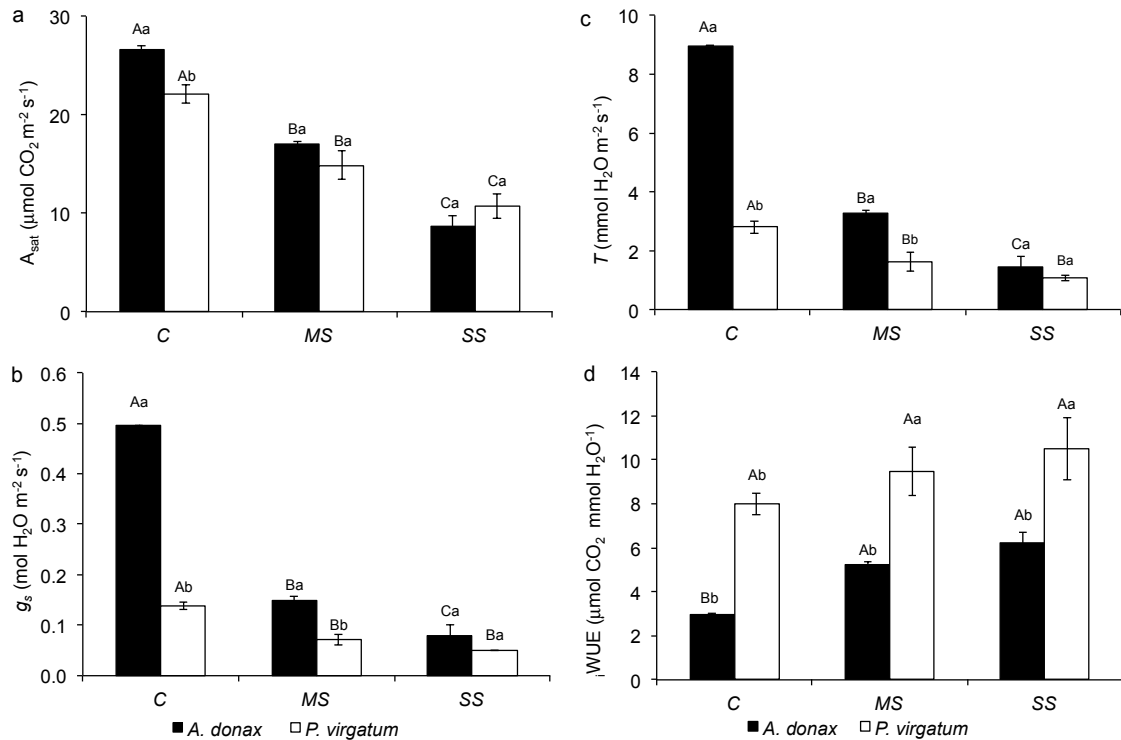 a
A_sat (µmol CO₂ m⁻² s⁻¹)
30
20
10
0
Aa
Ab
Ba
Ba
Ca
Ca
C MS SS
b
g_s (mol H₂O m⁻² s⁻¹)
0.6
0.5
0.4
0.3
0.2
0.1
0.0
Aa
Ab
Ba
Bb
Ca
Ba
C MS SS
A. donax P. virgatum
c
T (mmol H₂O m⁻² s⁻¹)
10
8
6
4
2
0
Aa
Ab
Ba
Bb
Ca
Ba
C MS SS
d
ᵢWUE (µmol CO₂ mmol H₂O⁻¹)
14
12
10
8
6
4
2
0
Bb
Ab
Ab
Aa
Ab
Aa
C MS SS
A. donax P. virgatum